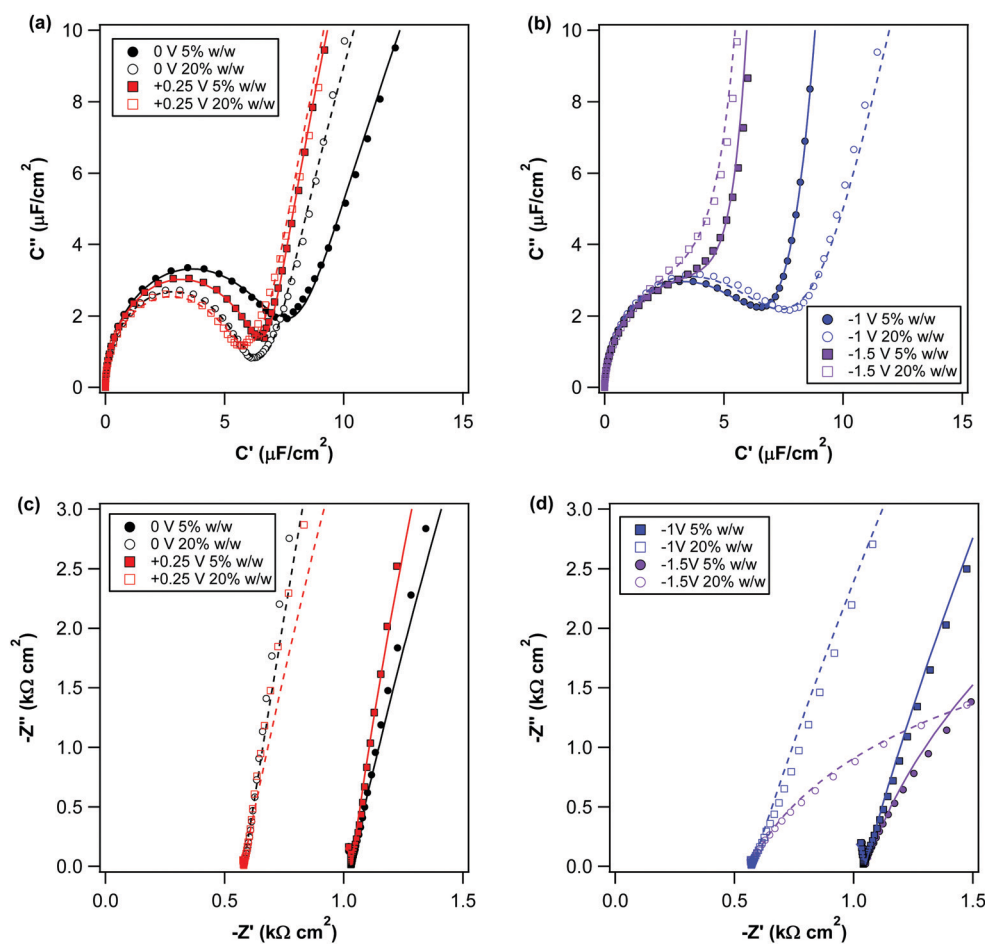 (a)
0 V 5% w/w
0 V 20% w/w
+0.25 V 5% w/w
+0.25 V 20% w/w
C'' (µF/cm²)
10
8
6
4
2
0
0 5 10 15
C' (µF/cm²)
(b)
-1 V 5% w/w
-1 V 20% w/w
-1.5 V 5% w/w
-1.5 V 20% w/w
C'' (µF/cm²)
10
8
6
4
2
0
0 5 10 15
C' (µF/cm²)
(c)
0 V 5% w/w
0 V 20% w/w
+0.25 V 5% w/w
+0.25 V 20% w/w
-Z'' (kΩ cm²)
3.0
2.5
2.0
1.5
1.0
0.5
0.0
0.0 0.5 1.0 1.5
-Z' (kΩ cm²)
(d)
-1V 5% w/w
-1V 20% w/w
-1.5V 5% w/w
-1.5V 20% w/w
-Z'' (kΩ cm²)
3.0
2.5
2.0
1.5
1.0
0.5
0.0
0.0 0.5 1.0 1.5
-Z' (kΩ cm²)